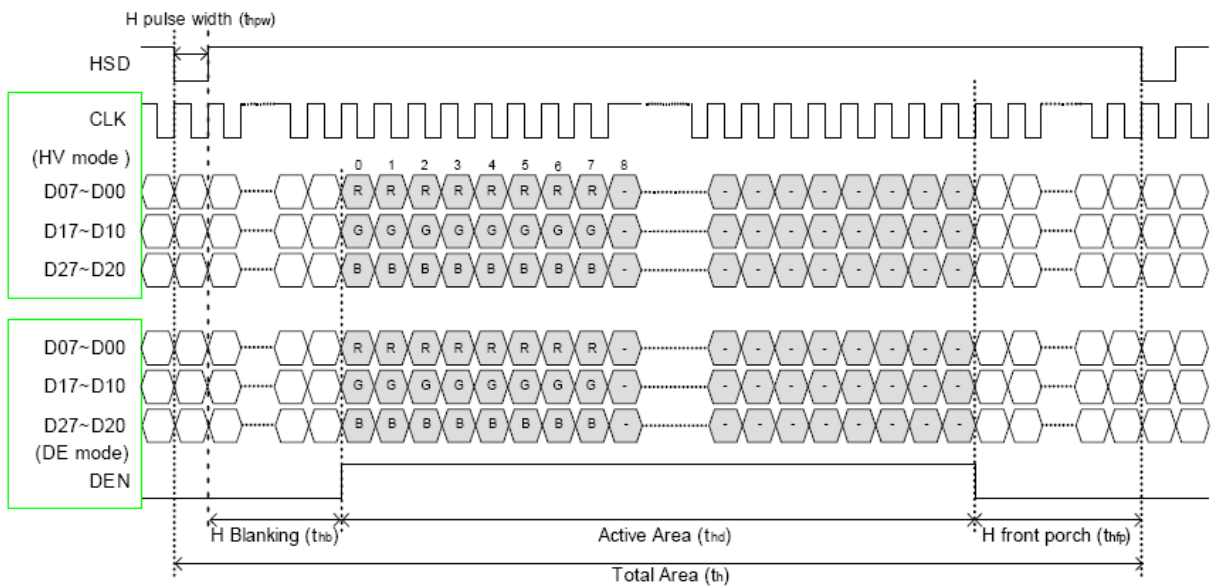 H pulse width (thpw)
HSD
CLK
(HV mode )
0 1 2 3 4 5 6 7 8
D07~D00 R R R R R R R R - - - - - - - - -
D17~D10 G G G G G G G G - - - - - - - - -
D27~D20 B B B B B B B B - - - - - - - - -
D07~D00 R R R R R R R R - - - - - - - - -
D17~D10 G G G G G G G G - - - - - - - - -
D27~D20 B B B B B B B B - - - - - - - - -
(DE mode)
DEN
H Blanking (thb) Active Area (thd) H front porch (thfp)
Total Area (th)